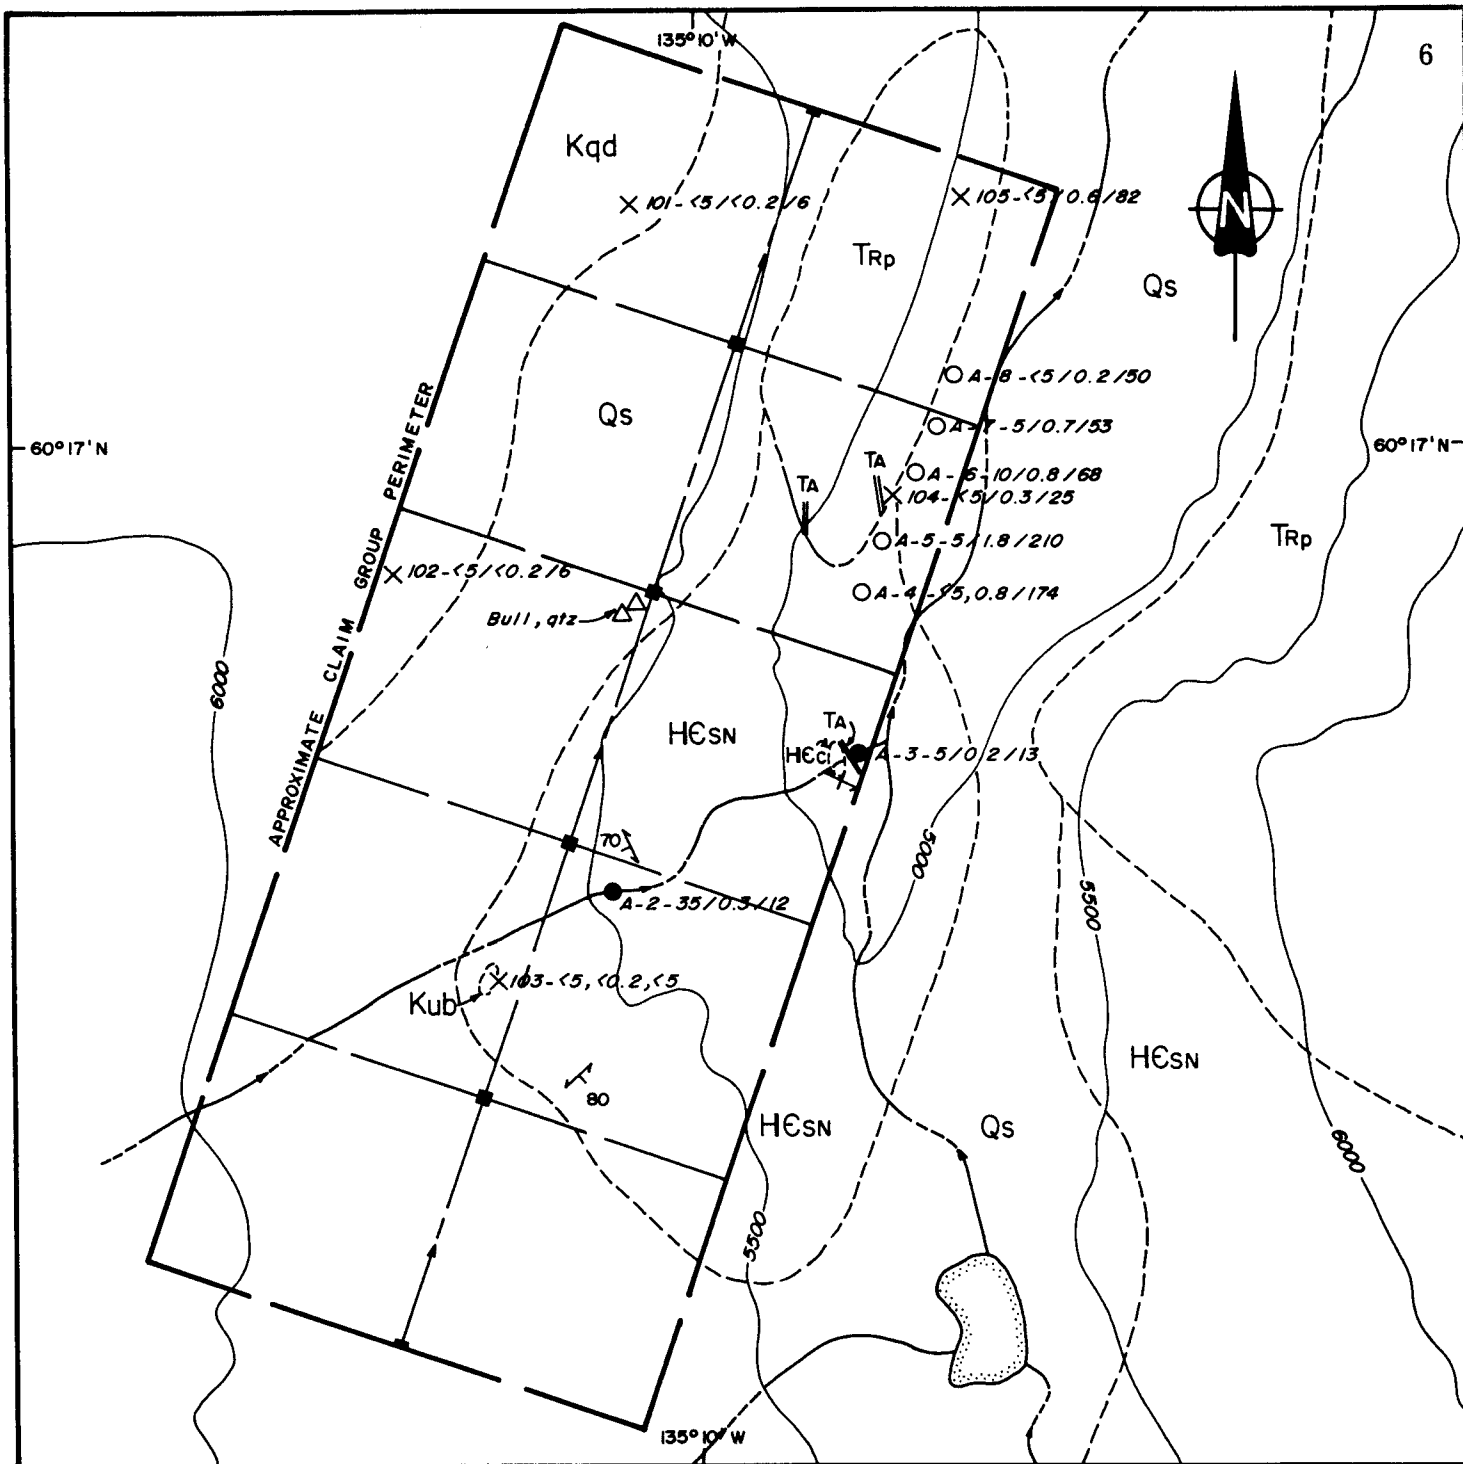 6
135°10'W
Kqd
N
101-<5/<0.2/6
105-<5/0.6/82
TRp
Qs
A-8-<5/0.2/50
Qs
A-7-5/0.7/53
60°17'N
60°17'N
TA
TA
A-6-10/0.8/68
104-<5/0.3/25
TRp
A-5-5/1.8/210
102-<5/<0.2/6
A-4-<5,0.8/174
Bull, qtz
APPROXIMATE CLAIM GROUP PERIMETER
6000
HЄSN
TA
HЄcl
A-3-5/0.2/13
70
5000
5500
A-2-35/0.3/12
103-<5,<0.2,<5
Kub
HЄSN
80
HЄSN
Qs
6000
5500
135°10'W